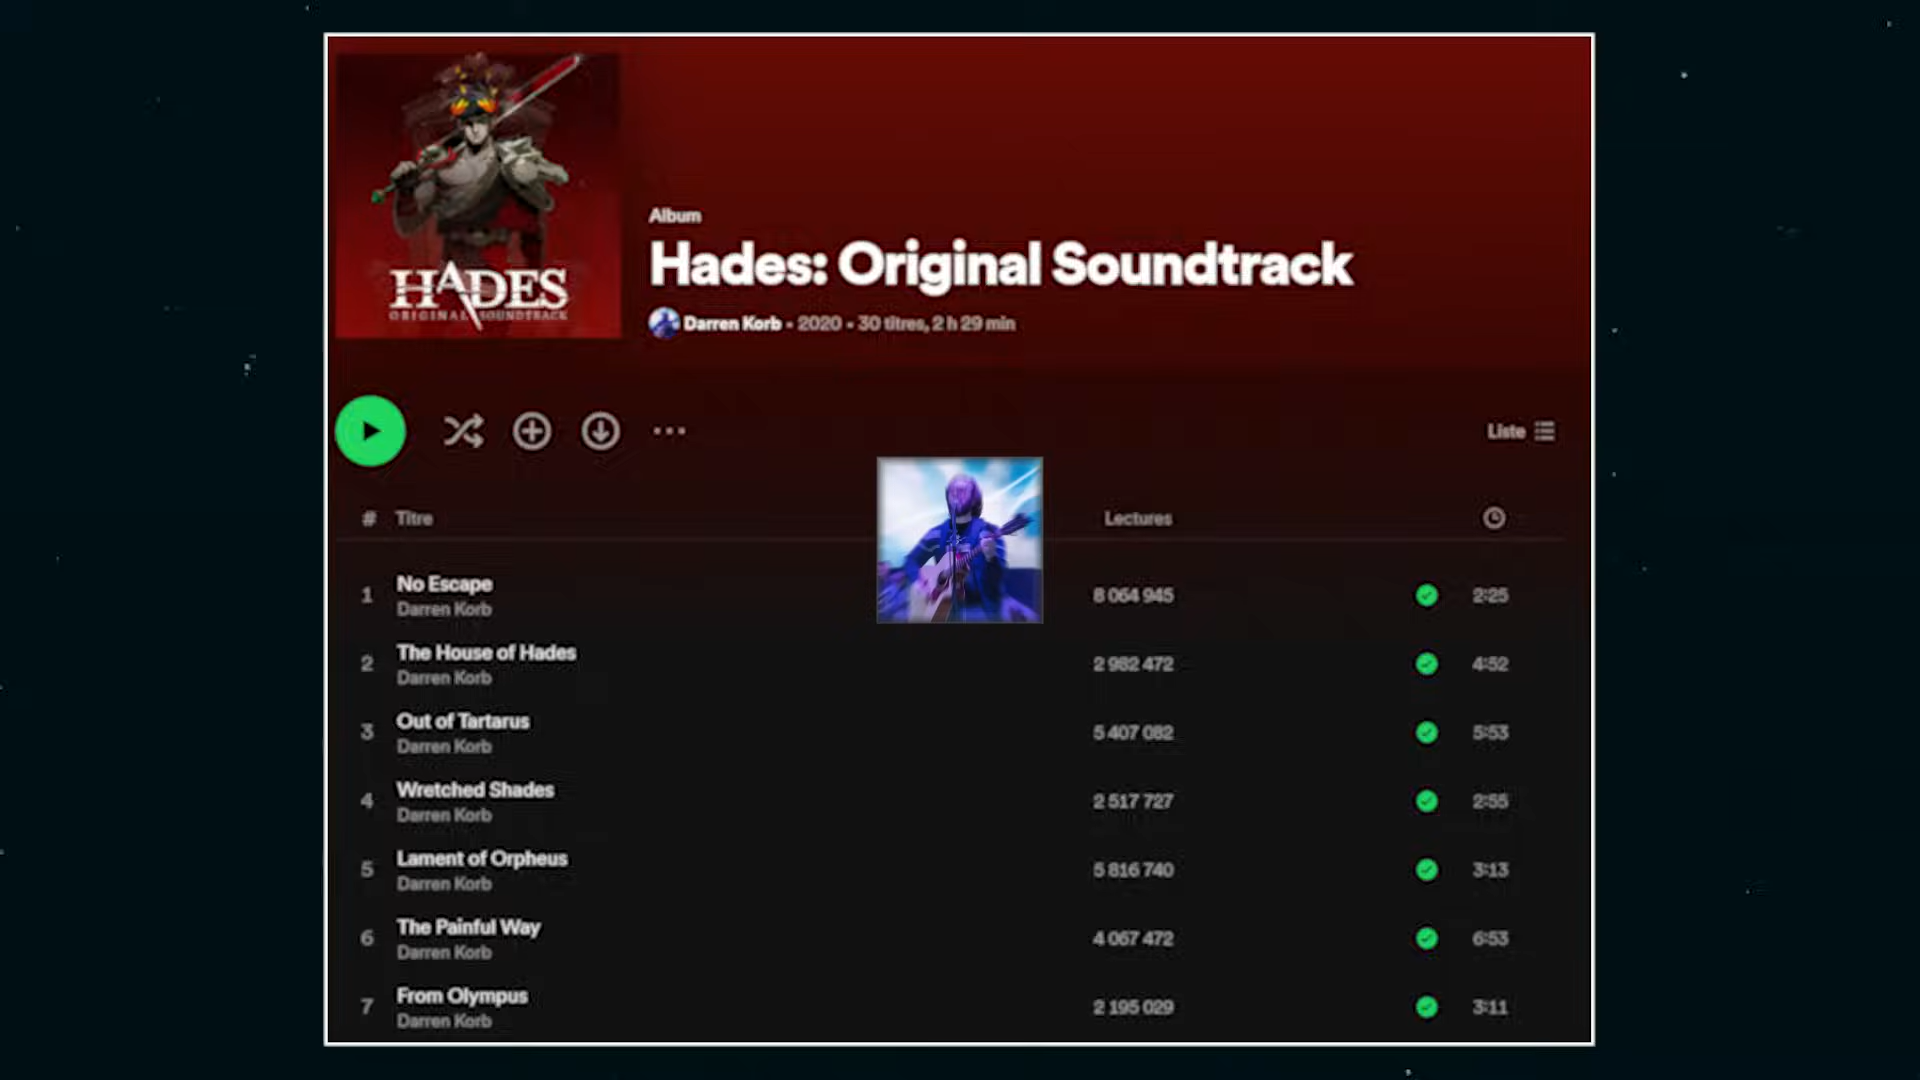 HADES
ORIGINAL SOUNDTRACK
Album
Hades: Original Soundtrack
Darren Korb • 2020 • 30 titres, 2 h 29 min
Liste
# Titre Lectures
1 No Escape 8 064 945 2:25
Darren Korb
2 The House of Hades 2 982 472 4:52
Darren Korb
3 Out of Tartarus 5 407 082 5:53
Darren Korb
4 Wretched Shades 2 517 727 2:55
Darren Korb
5 Lament of Orpheus 5 816 740 3:13
Darren Korb
6 The Painful Way 4 067 472 6:53
Darren Korb
7 From Olympus 2 195 029 3:11
Darren Korb